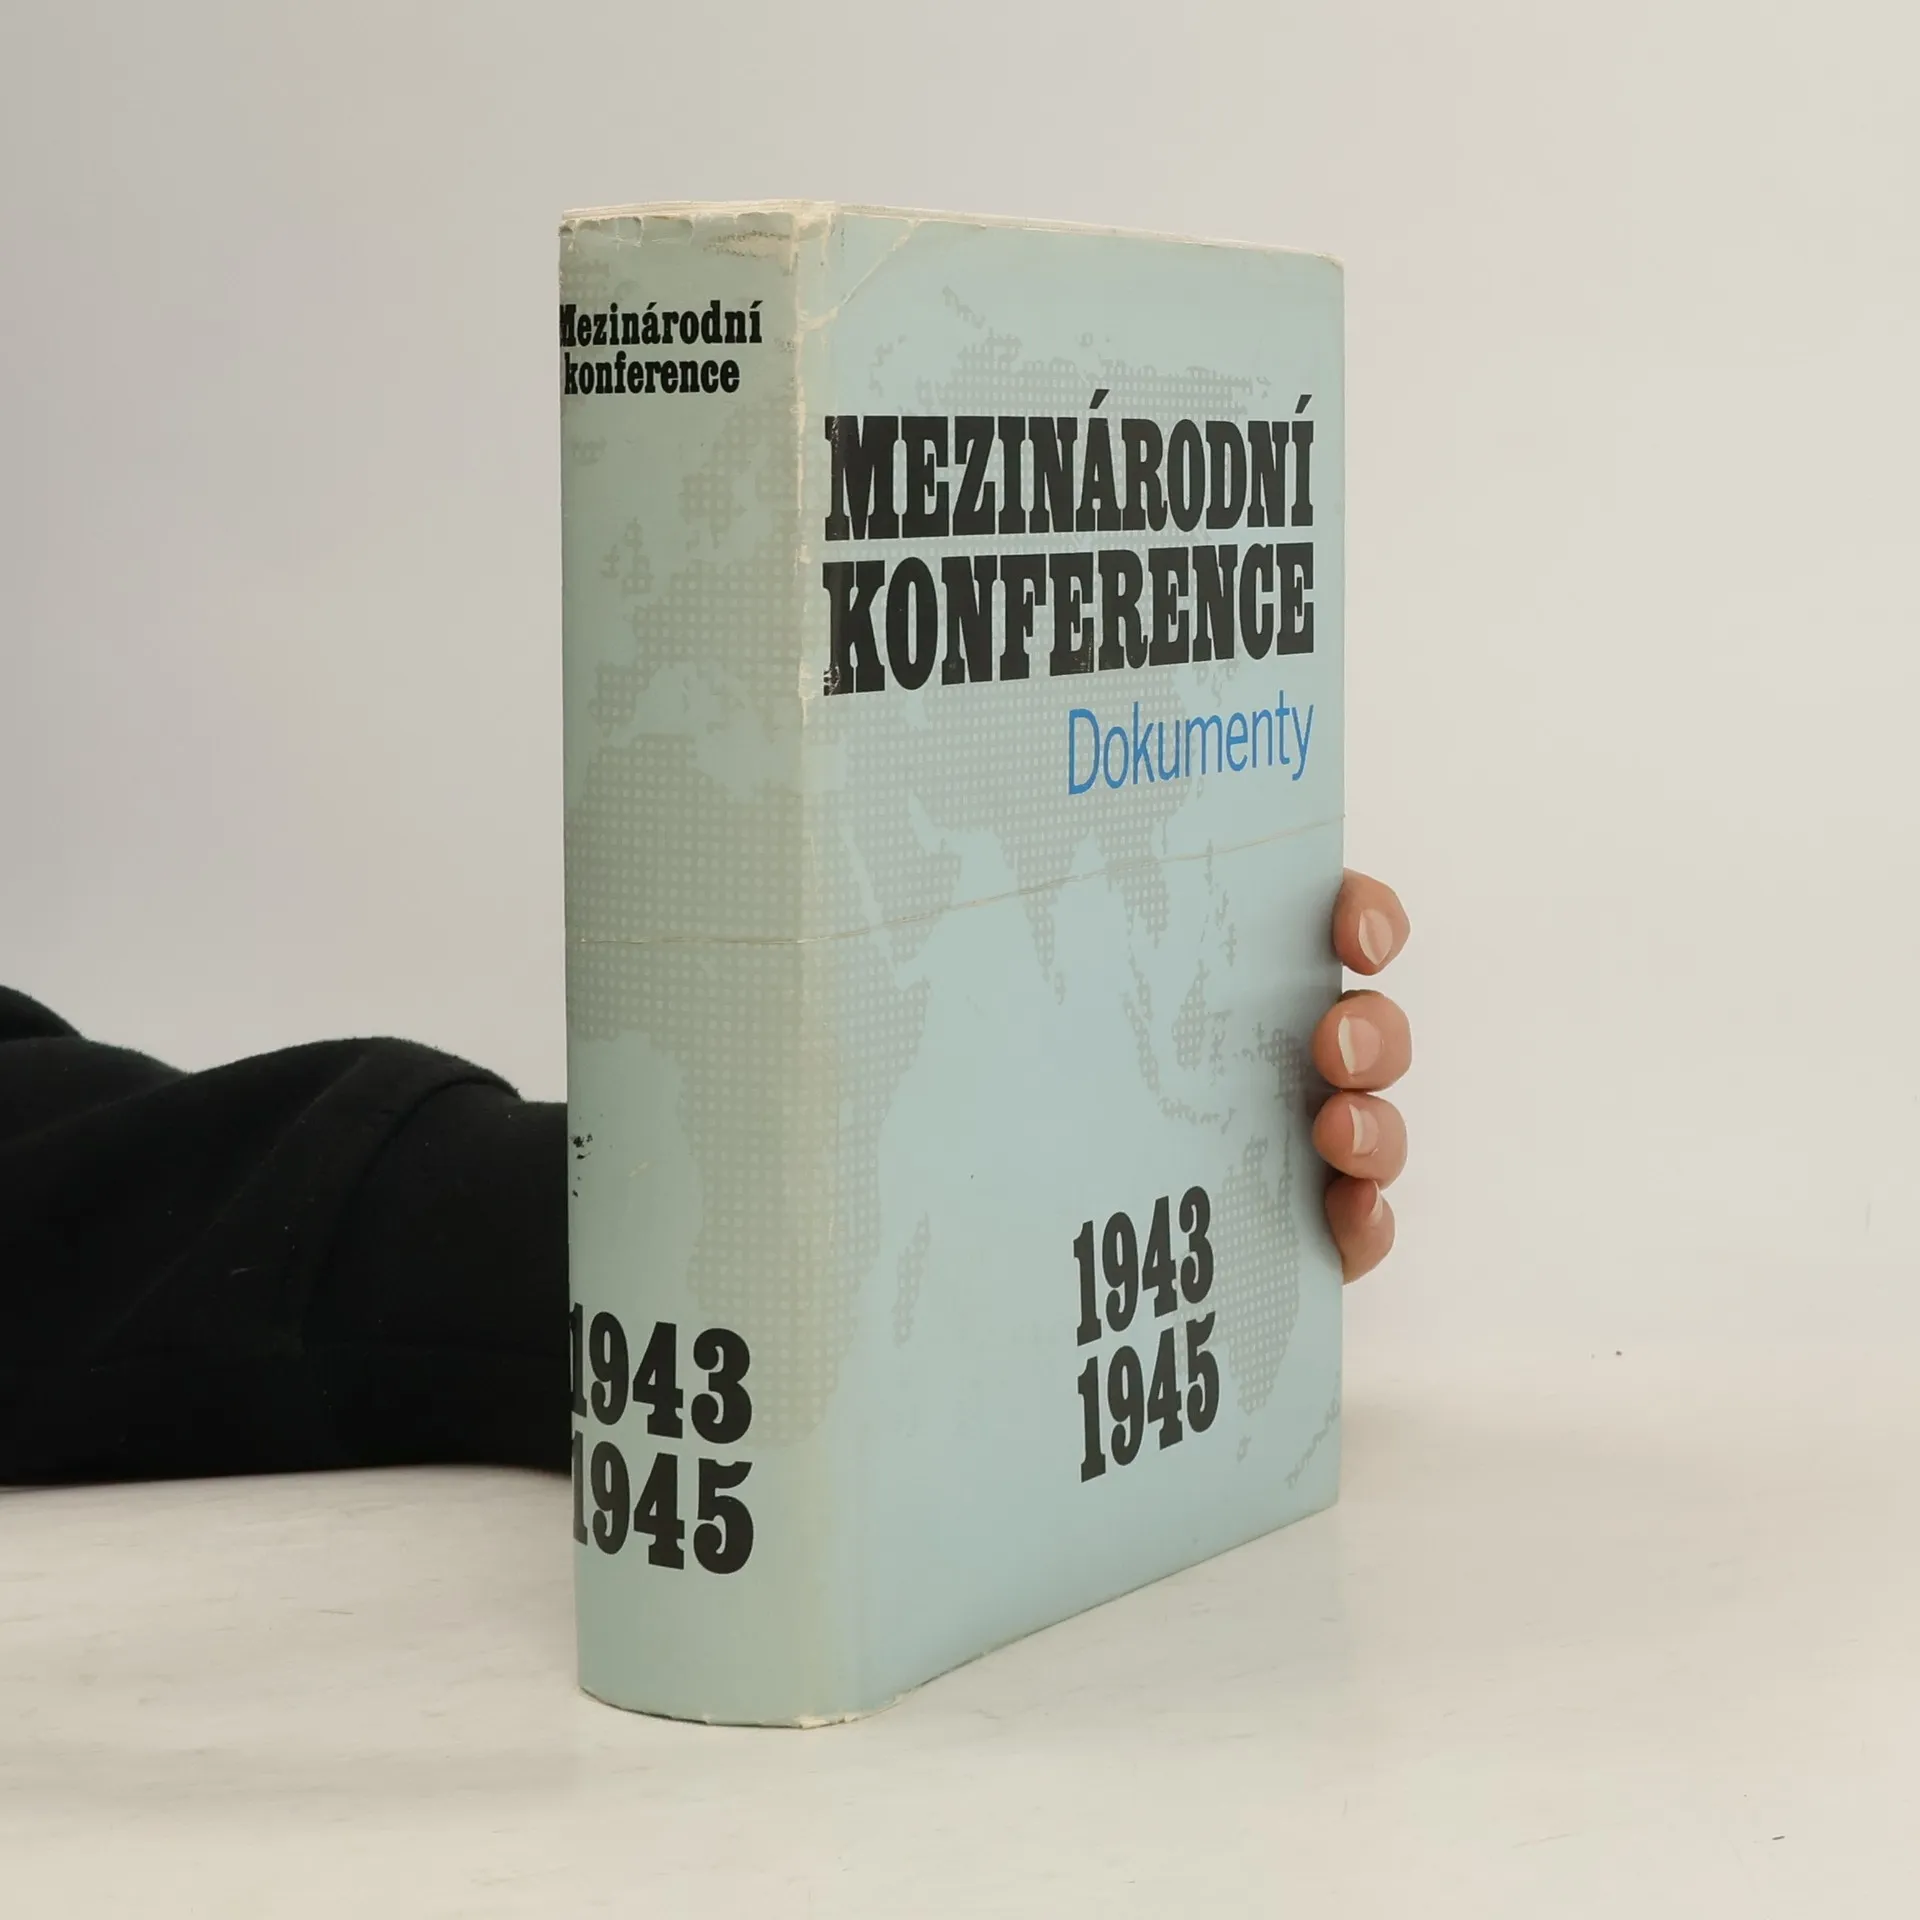 Mezinárodní
konference
1943
1945
MEZINÁRODNÍ
KONFERENCE
Dokumenty
1943
1945